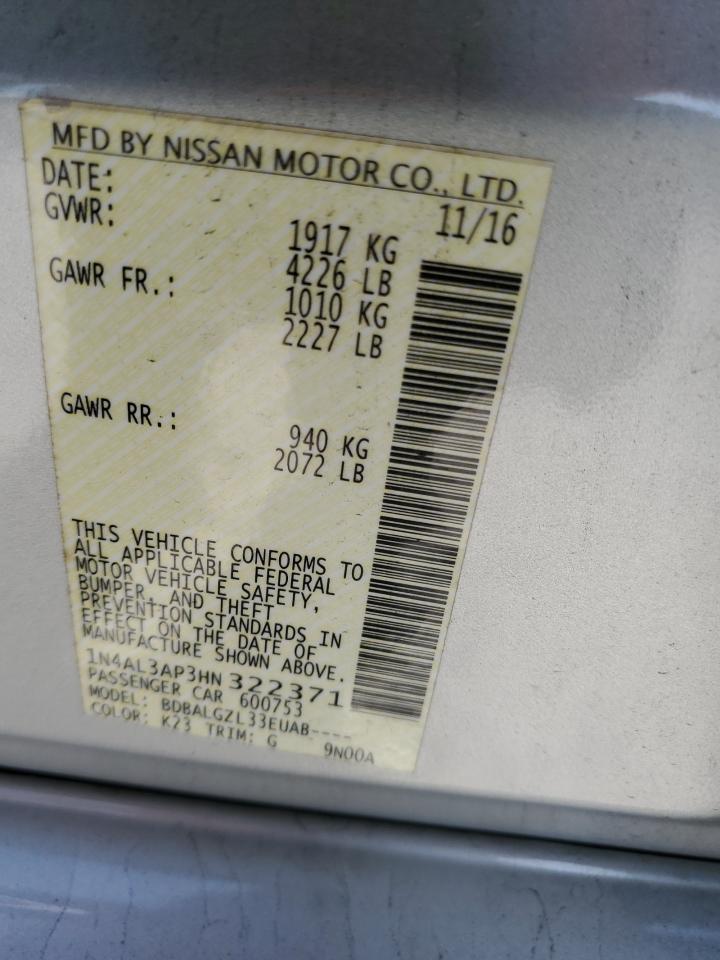 MFD BY NISSAN MOTOR CO., LTD.
DATE: 11/16
GVWR: 1917 KG
4226 LB
GAWR FR.: 1010 KG
2227 LB
GAWR RR.: 940 KG
2072 LB
THIS VEHICLE CONFORMS TO
ALL APPLICABLE FEDERAL
MOTOR VEHICLE SAFETY,
BUMPER, AND THEFT
PREVENTION STANDARDS IN
EFFECT ON THE DATE OF
MANUFACTURE SHOWN ABOVE.
1N4AL3AP3HN322371
PASSENGER CAR 600753
MODEL: BDBALGZL33EUAB----
COLOR: K23 TRIM: G 9N00A